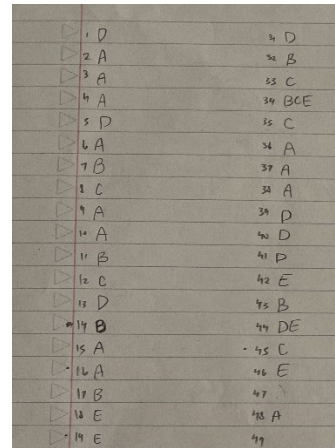 1 D
2 A
3 A
4 A
5 D
6 A
7 B
8 C
9 A
10 A
11 B
12 C
13 D
14 B
15 A
16 A
17 B
18 E
19 E
31 D
32 B
33 C
34 BCE
35 C
36 A
37 A
38 A
39 D
40 D
41 D
42 E
43 B
44 DE
45 C
46 E
47
48 A
49